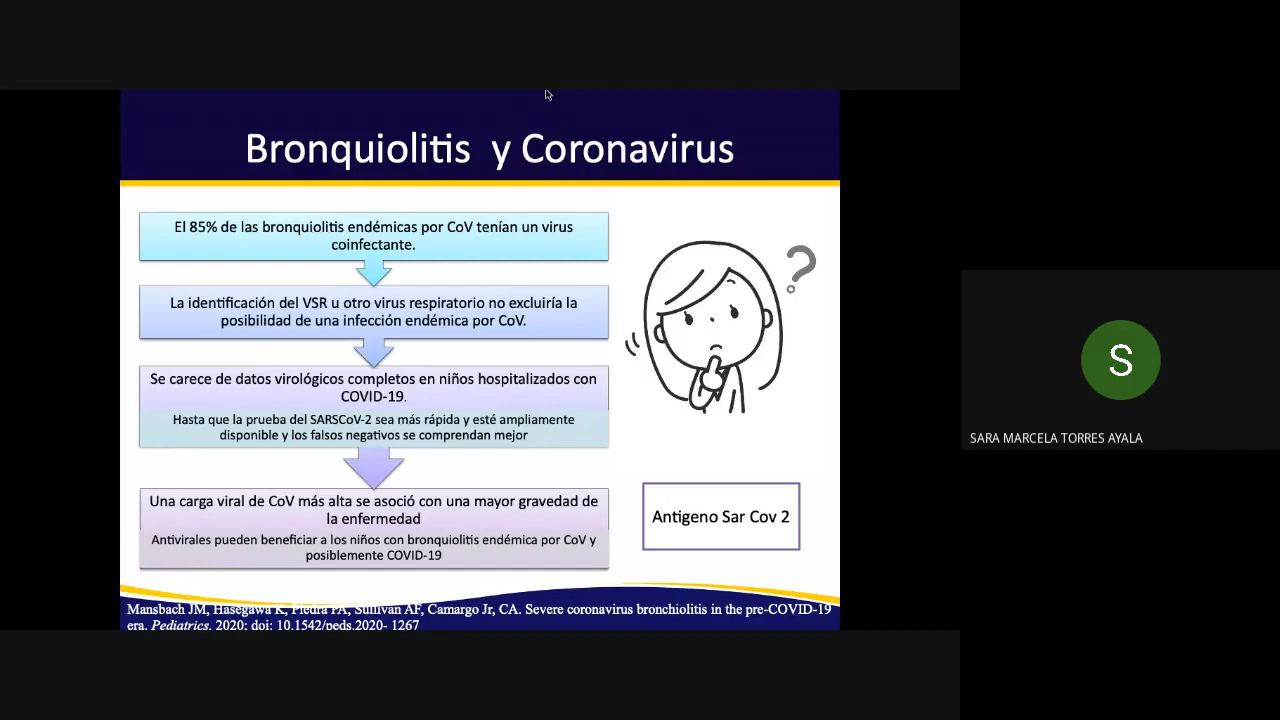 Bronquiolitis y Coronavirus
El 85% de las bronquiolitis endémicas por CoV tenían un virus
coinfectante.
La identificación del VSR u otro virus respiratorio no excluiría la
posibilidad de una infección endémica por CoV.
Se carece de datos virológicos completos en niños hospitalizados con
COVID-19.
Hasta que la prueba del SARSCoV-2 sea más rápida y esté ampliamente
disponible y los falsos negativos se comprendan mejor
Una carga viral de CoV más alta se asoció con una mayor gravedad de
la enfermedad
Antivirales pueden beneficiar a los niños con bronquiolitis endémica por CoV y
posiblemente COVID-19
?
Antigeno Sar Cov 2
Mansbach JM, Hasegawa K, Piedra PA, Sullivan AF, Camargo Jr, CA. Severe coronavirus bronchiolitis in the pre-COVID-19
era. Pediatrics. 2020; doi: 10.1542/peds.2020- 1267
S
SARA MARCELA TORRES AYALA